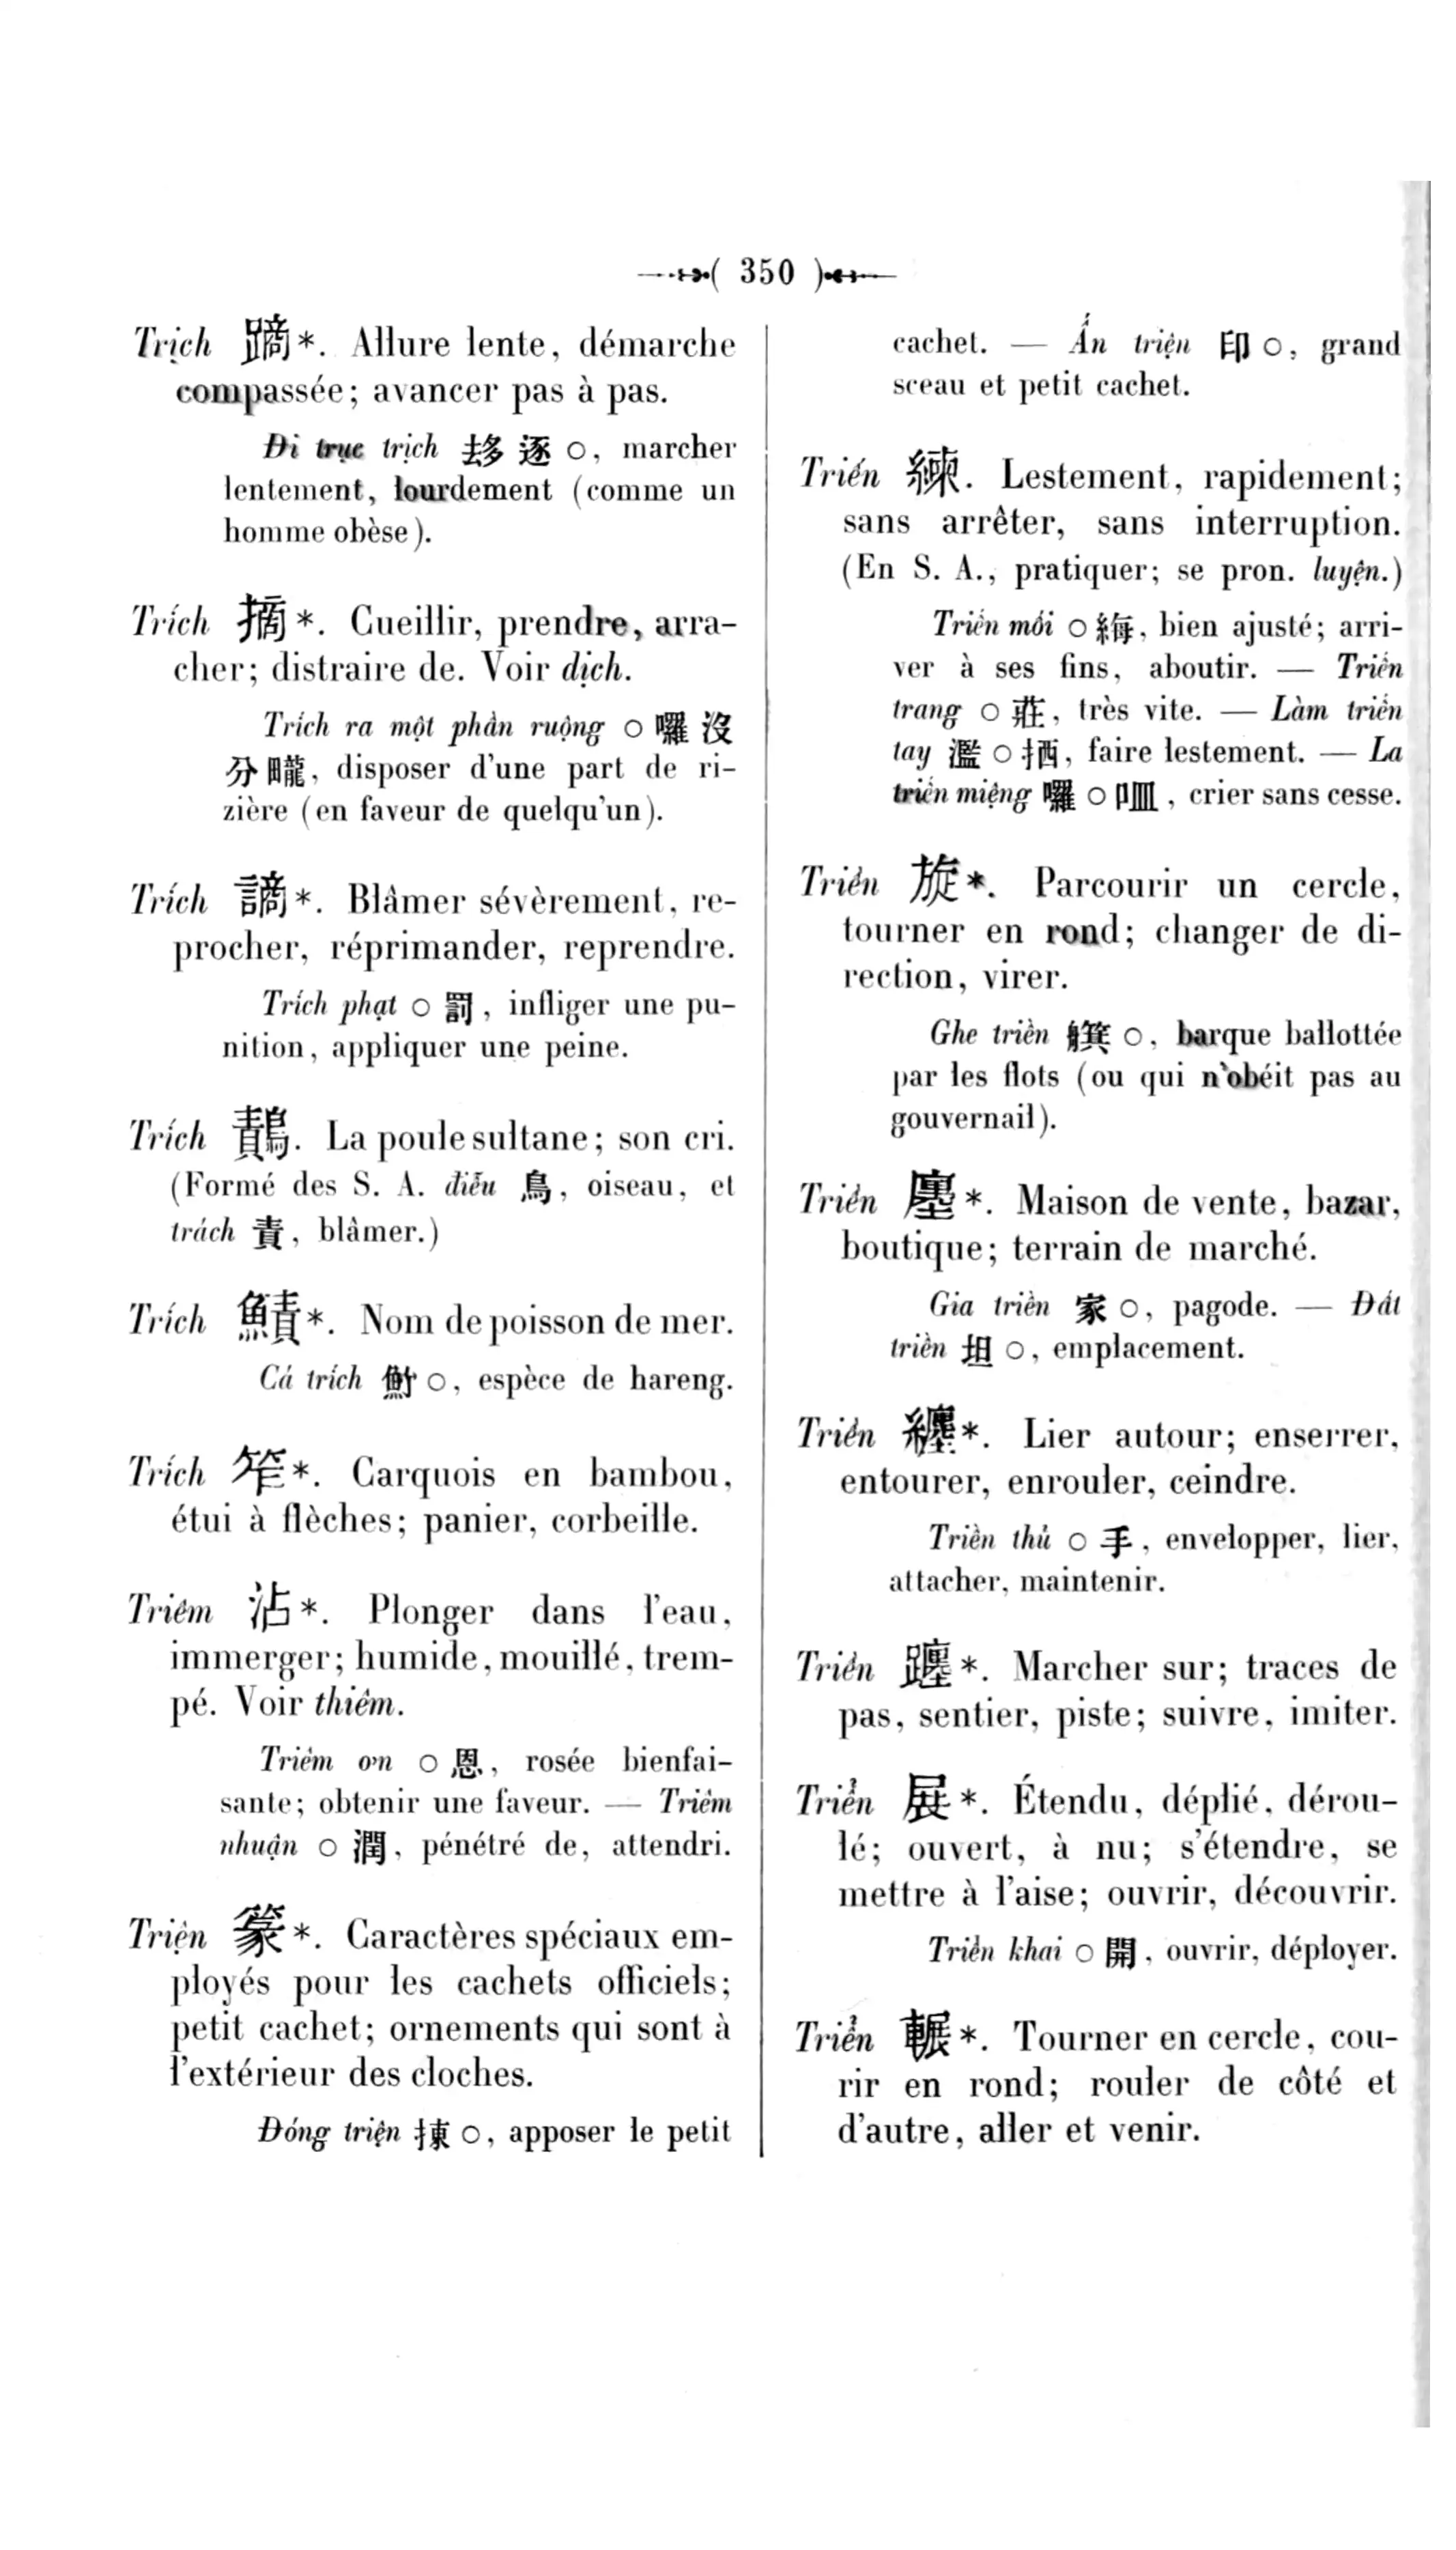 ( 350 )
Trịch 蹢*. Allure lente, démarche
compassée; avancer pas à pas.
Đi trục trịch 𠫾 逐 ○, marcher
lentement, lourdement (comme un
homme obèse).
Trích 摘*. Cueillir, prendre, arra-
cher; distraire de. Voir dịch.
Trích ra một phần ruộng ○ 囉 沒
分 𪽞, disposer d'une part de ri-
zière (en faveur de quelqu'un).
Trích 謫*. Blâmer sévèrement, re-
procher, réprimander, reprendre.
Trích phạt ○ 罰, infliger une pu-
nition, appliquer une peine.
Trích 鶄. La poule sultane; son cri.
(Formé des S. A. điểu 鳥, oiseau, et
trách 責, blâmer.)
Trích 鰿*. Nom de poisson de mer.
Cá trích 𩵜 ○, espèce de hareng.
Trích 笮*. Carquois en bambou,
étui à flèches; panier, corbeille.
Triêm 沾*. Plonger dans l'eau,
immerger; humide, mouillé, trem-
pé. Voir thiêm.
Triêm ơn ○ 恩, rosée bienfai-
sante; obtenir une faveur. — Triêm
nhuận ○ 潤, pénétré de, attendri.
Triện 篆*. Caractères spéciaux em-
ployés pour les cachets officiels;
petit cachet; ornements qui sont à
l'extérieur des cloches.
Đóng triện 㨂 ○, apposer le petit
cachet. — Ấn triện 印 ○, grand
sceau et petit cachet.
Triến 練. Lestement, rapidement;
sans arrêter, sans interruption.
(En S. A., pratiquer; se pron. luyện.)
Triến mối ○ 𦁀, bien ajusté; arri-
ver à ses fins, aboutir. — Triến
trang ○ 莊, très vite. — Làm triến
tay 濫 ○ 拪, faire lestement. — La
triến miệng 囉 ○ 𠰘, crier sans cesse.
Triền 旋*. Parcourir un cercle,
tourner en rond; changer de di-
rection, virer.
Ghe triền ○, barque ballottée
par les flots (ou qui n'obéit pas au
gouvernail).
Triền 廛*. Maison de vente, bazar,
boutique; terrain de marché.
Gia triền 家 ○, pagode. — Đất
triền 坦 ○, emplacement.
Triền 纏*. Lier autour; enserrer,
entourer, enrouler, ceindre.
Triền thủ ○ 手, envelopper, lier,
attacher, maintenir.
Triền 躔*. Marcher sur; traces de
pas, sentier, piste; suivre, imiter.
Triển 展*. Étendu, déplié, dérou-
lé; ouvert, à nu; s'étendre, se
mettre à l'aise; ouvrir, découvrir.
Triển khai ○ 開, ouvrir, déployer.
Triển 輾*. Tourner en cercle, cou-
rir en rond; rouler de côté et
d'autre, aller et venir.